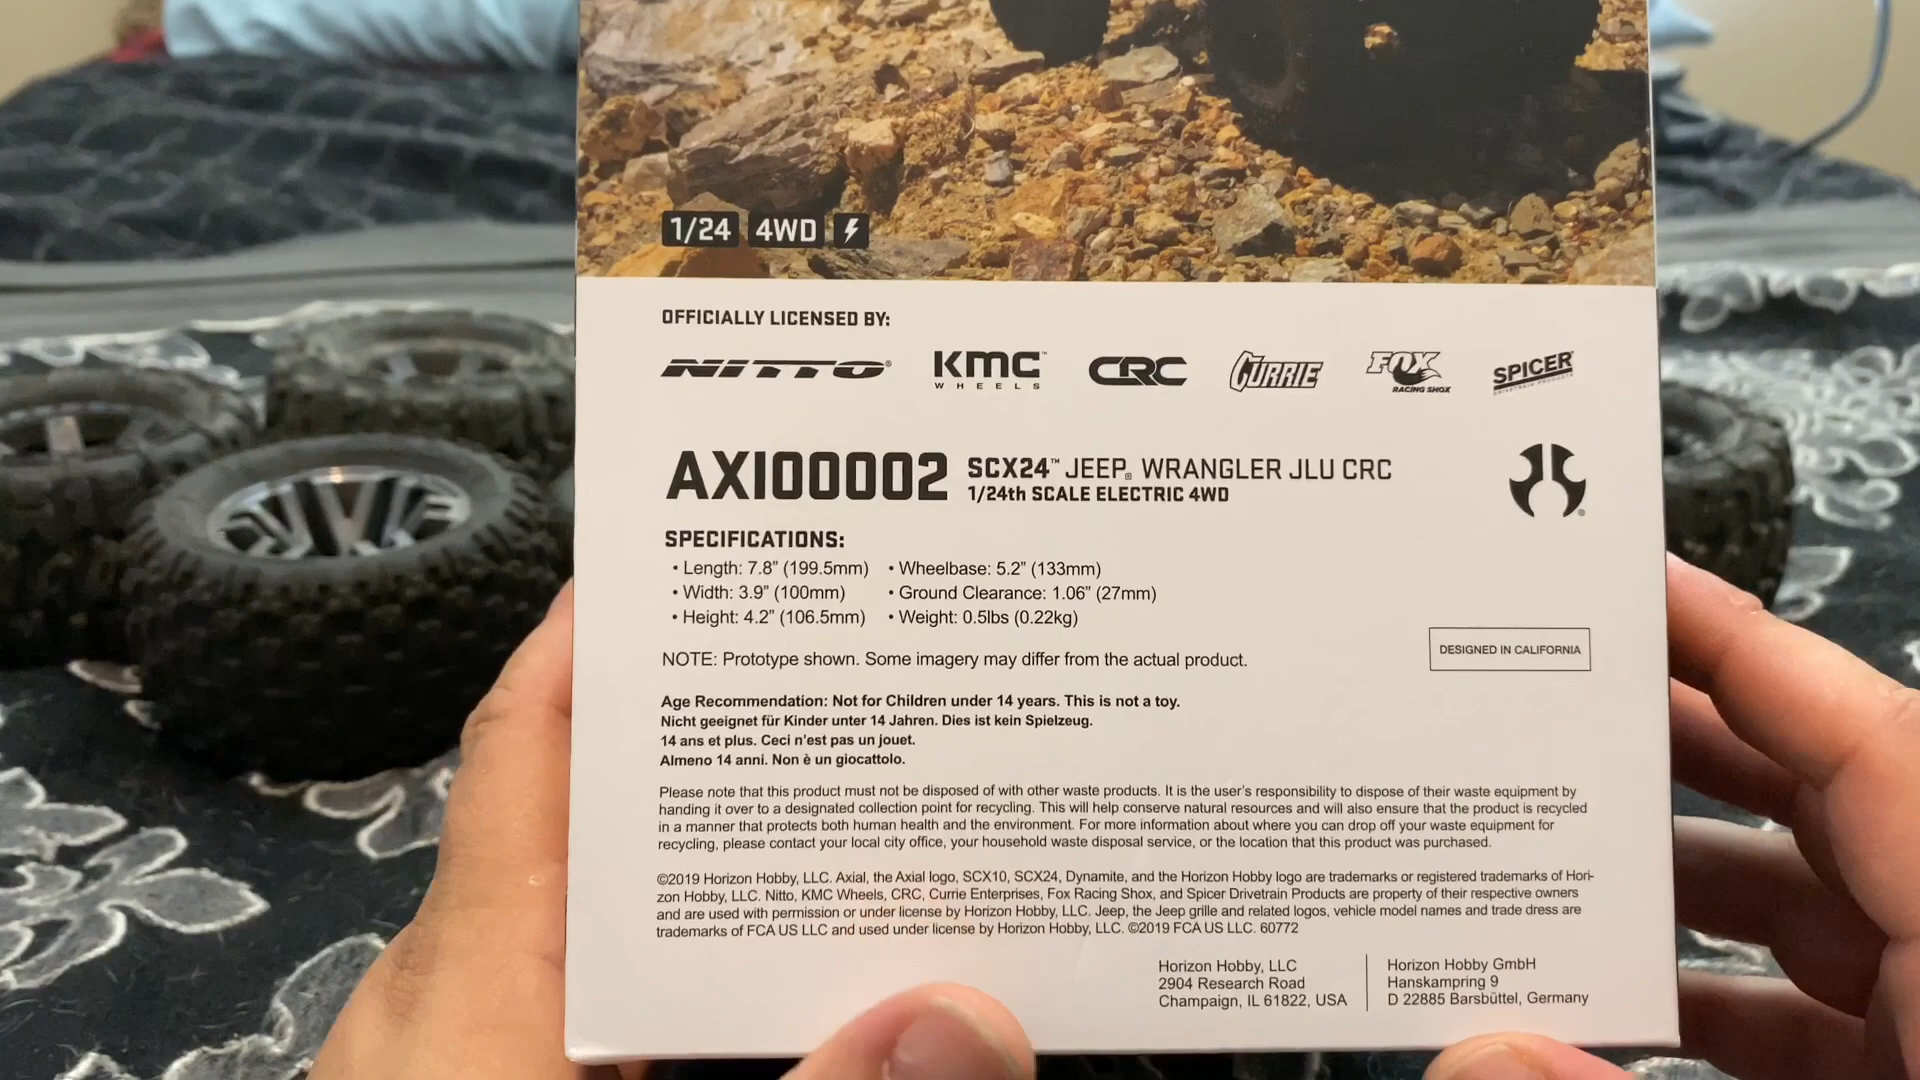 1/24 4WD
OFFICIALLY LICENSED BY:
NITTO® KMC™ WHEELS CRC CURRIE FOX RACING SHOX SPICER DRIVETRAIN PRODUCTS
AXI00002
SCX24™ JEEP® WRANGLER JLU CRC
1/24th SCALE ELECTRIC 4WD
SPECIFICATIONS:
• Length: 7.8” (199.5mm) • Wheelbase: 5.2” (133mm)
• Width: 3.9” (100mm) • Ground Clearance: 1.06” (27mm)
• Height: 4.2” (106.5mm) • Weight: 0.5lbs (0.22kg)
NOTE: Prototype shown. Some imagery may differ from the actual product.
DESIGNED IN CALIFORNIA
Age Recommendation: Not for Children under 14 years. This is not a toy.
Nicht geeignet für Kinder unter 14 Jahren. Dies ist kein Spielzeug.
14 ans et plus. Ceci n’est pas un jouet.
Almeno 14 anni. Non è un giocattolo.
Please note that this product must not be disposed of with other waste products. It is the user’s responsibility to dispose of their waste equipment by
handing it over to a designated collection point for recycling. This will help conserve natural resources and will also ensure that the product is recycled
in a manner that protects both human health and the environment. For more information about where you can drop off your waste equipment for
recycling, please contact your local city office, your household waste disposal service, or the location that this product was purchased.
©2019 Horizon Hobby, LLC. Axial, the Axial logo, SCX10, SCX24, Dynamite, and the Horizon Hobby logo are trademarks or registered trademarks of Hori-
zon Hobby, LLC. Nitto, KMC Wheels, CRC, Currie Enterprises, Fox Racing Shox, and Spicer Drivetrain Products are property of their respective owners
and are used with permission or under license by Horizon Hobby, LLC. Jeep, the Jeep grille and related logos, vehicle model names and trade dress are
trademarks of FCA US LLC and used under license by Horizon Hobby, LLC. ©2019 FCA US LLC. 60772
Horizon Hobby, LLC
2904 Research Road
Champaign, IL 61822, USA
Horizon Hobby GmbH
Hanskampring 9
D 22885 Barsbüttel, Germany